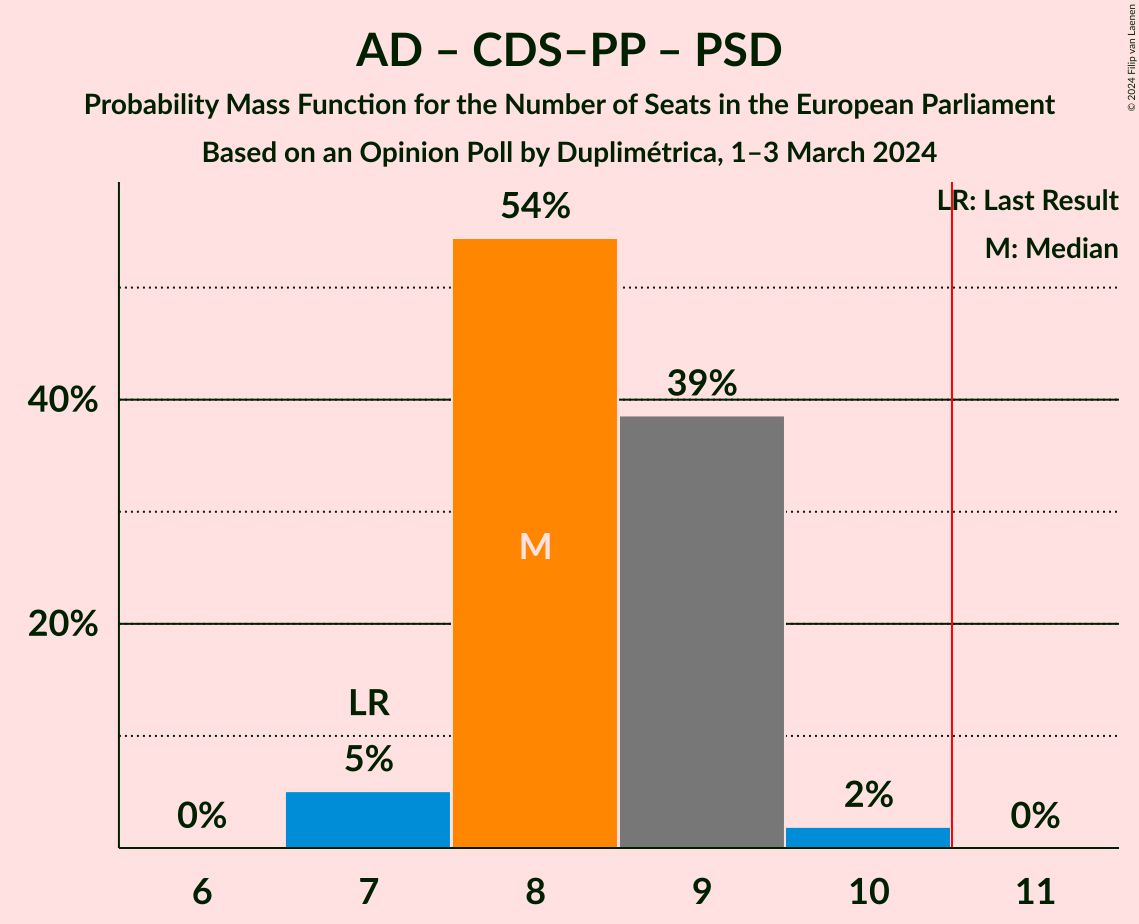 AD – CDS–PP – PSD
Probability Mass Function for the Number of Seats in the European Parliament
Based on an Opinion Poll by Duplimétrica, 1–3 March 2024
© 2024 Filip van Laenen
LR: Last Result
M: Median
54%
39%
40%
M
20%
LR
5%
0%
2%
0%
6 7 8 9 10 11